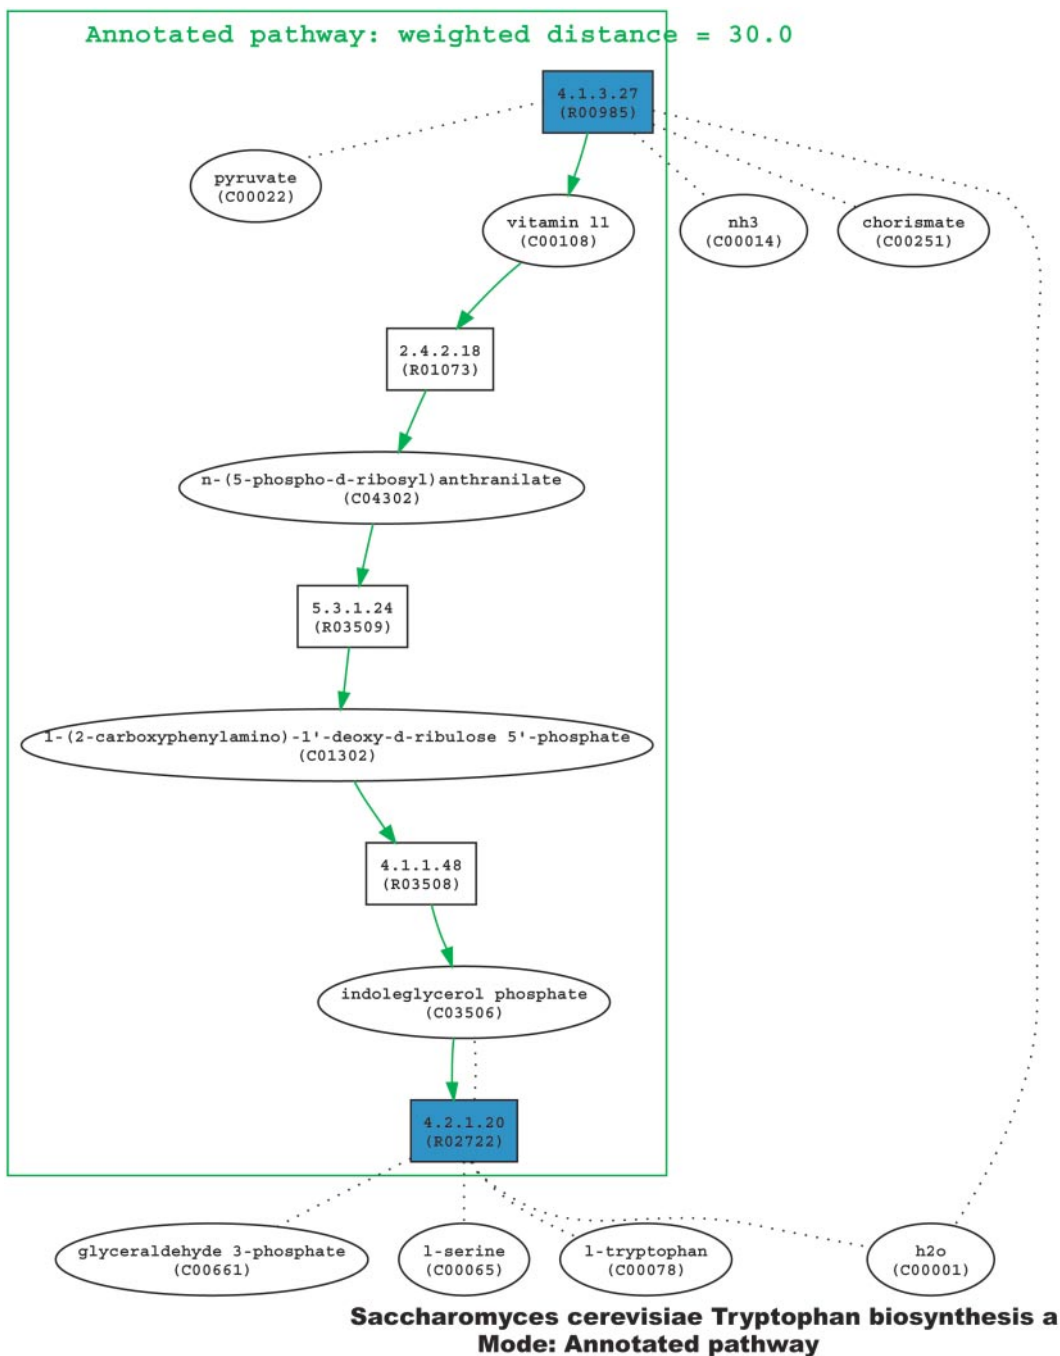 Annotated pathway: weighted distance = 30.0
4.1.3.27
(R00985)
pyruvate
(C00022)
vitamin l1
(C00108)
nh3
(C00014)
chorismate
(C00251)
2.4.2.18
(R01073)
n-(5-phospho-d-ribosyl)anthranilate
(C04302)
5.3.1.24
(R03509)
1-(2-carboxyphenylamino)-1'-deoxy-d-ribulose 5'-phosphate
(C01302)
4.1.1.48
(R03508)
indoleglycerol phosphate
(C03506)
4.2.1.20
(R02722)
glyceraldehyde 3-phosphate
(C00661)
l-serine
(C00065)
l-tryptophan
(C00078)
h2o
(C00001)
Saccharomyces cerevisiae Tryptophan biosynthesis a
Mode: Annotated pathway